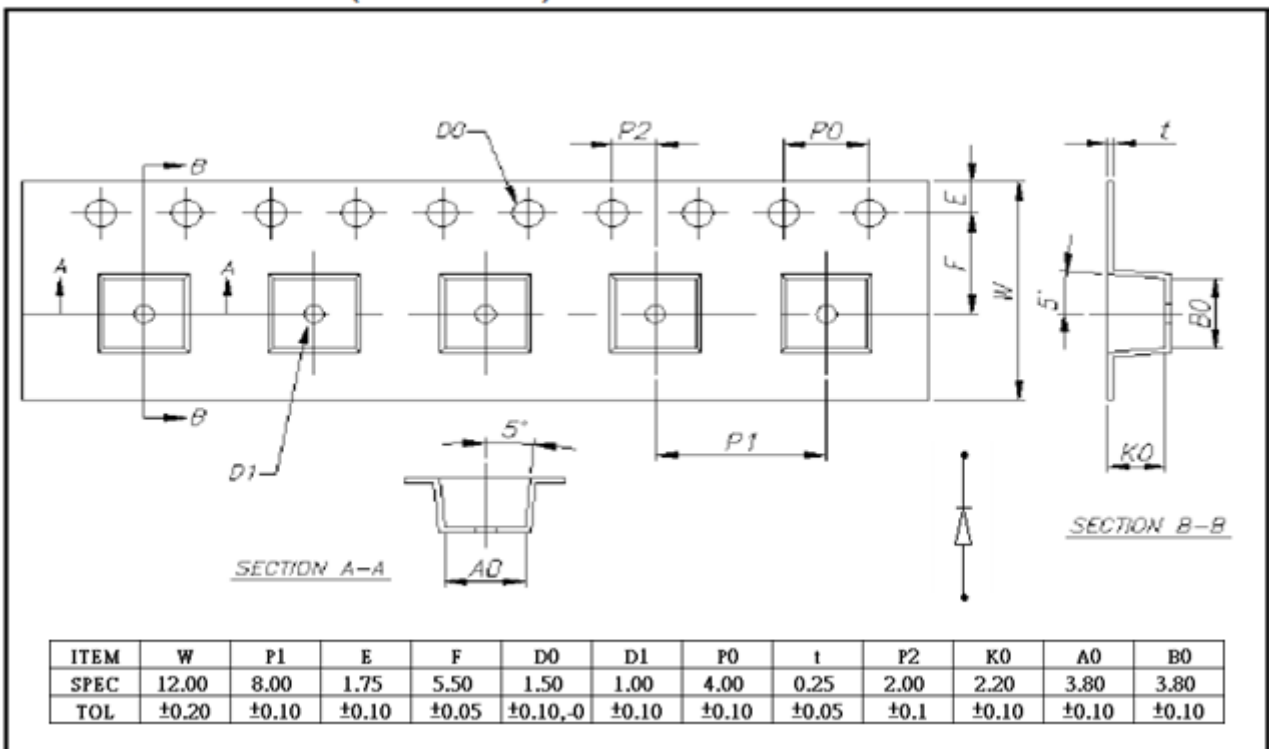 D0
P2
P0
t
B
E
A
A
F
W
5°
B0
B
D1
5°
P1
K0
A0
SECTION A-A
SECTION B-B
ITEM W P1 E F D0 D1 P0 t P2 K0 A0 B0
SPEC 12.00 8.00 1.75 5.50 1.50 1.00 4.00 0.25 2.00 2.20 3.80 3.80
TOL ±0.20 ±0.10 ±0.10 ±0.05 ±0.10,-0 ±0.10 ±0.10 ±0.05 ±0.1 ±0.10 ±0.10 ±0.10